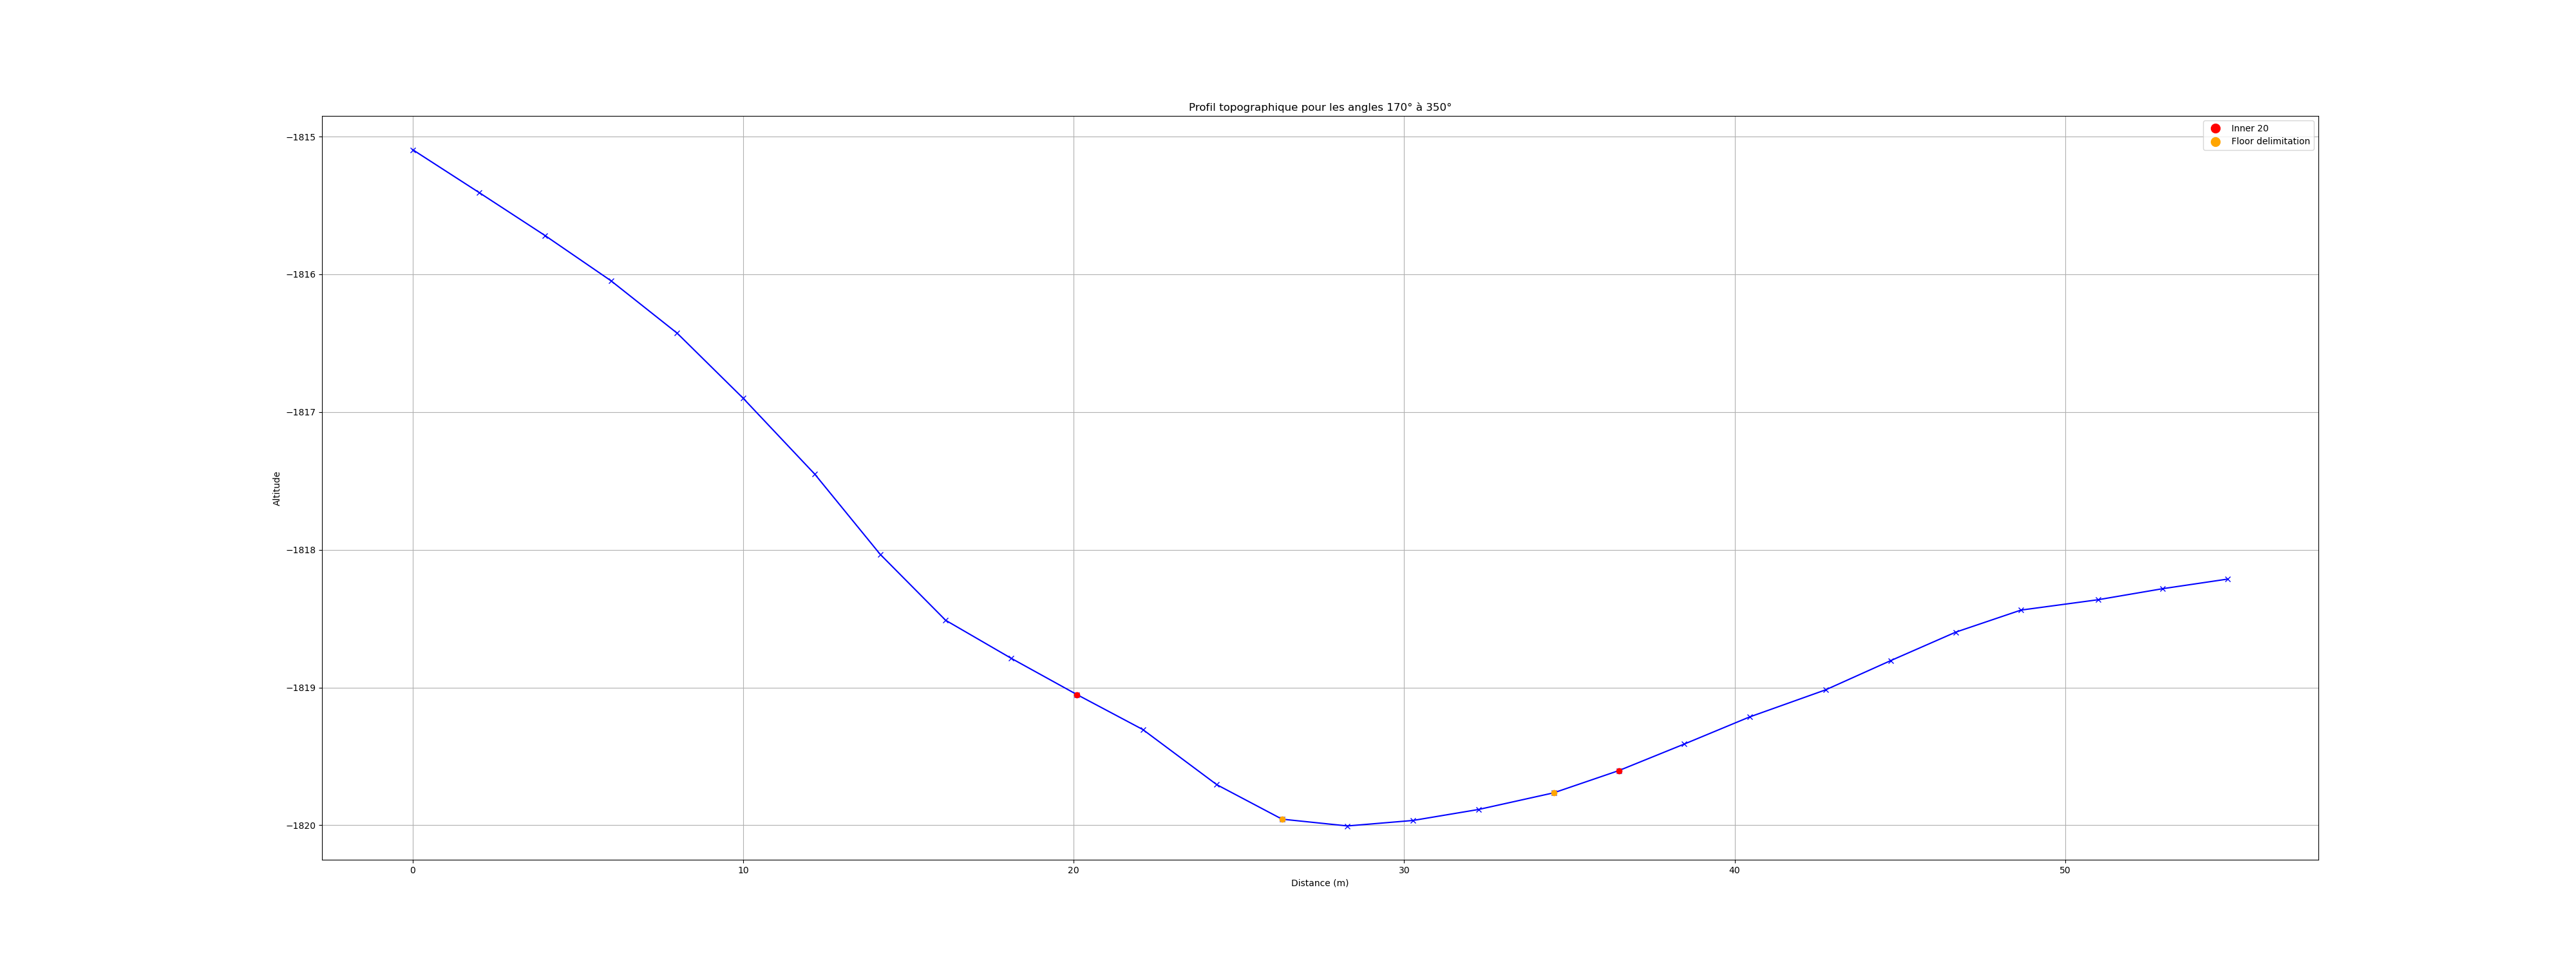 Profil topographique pour les angles 170° à 350°
Inner 20
Floor delimitation
−1815
−1816
−1817
−1818
−1819
−1820
Altitude
0 10 20 30 40 50
Distance (m)